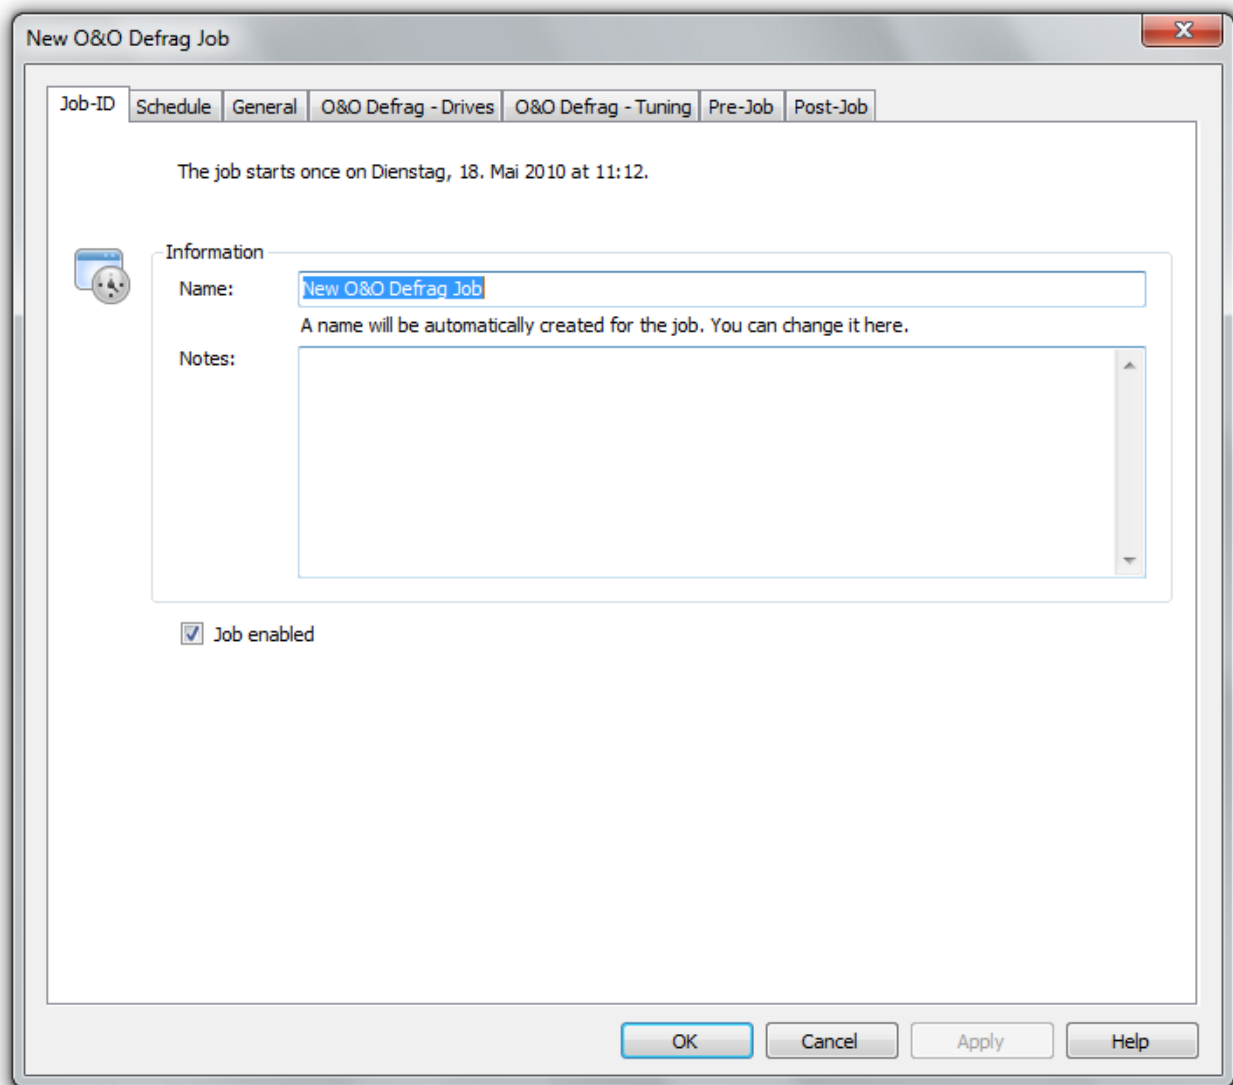 New O&O Defrag Job
Job-ID Schedule General O&O Defrag - Drives O&O Defrag - Tuning Pre-Job Post-Job
The job starts once on Dienstag, 18. Mai 2010 at 11:12.
Information
Name: New O&O Defrag Job
A name will be automatically created for the job. You can change it here.
Notes:
Job enabled
OK Cancel Apply Help